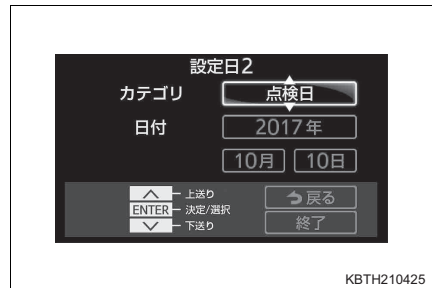 設定日2
カテゴリ 点検日
日付 2017年
10月 10日
上送り
ENTER 決定/選択 戻る
下送り 終了
KBTH210425